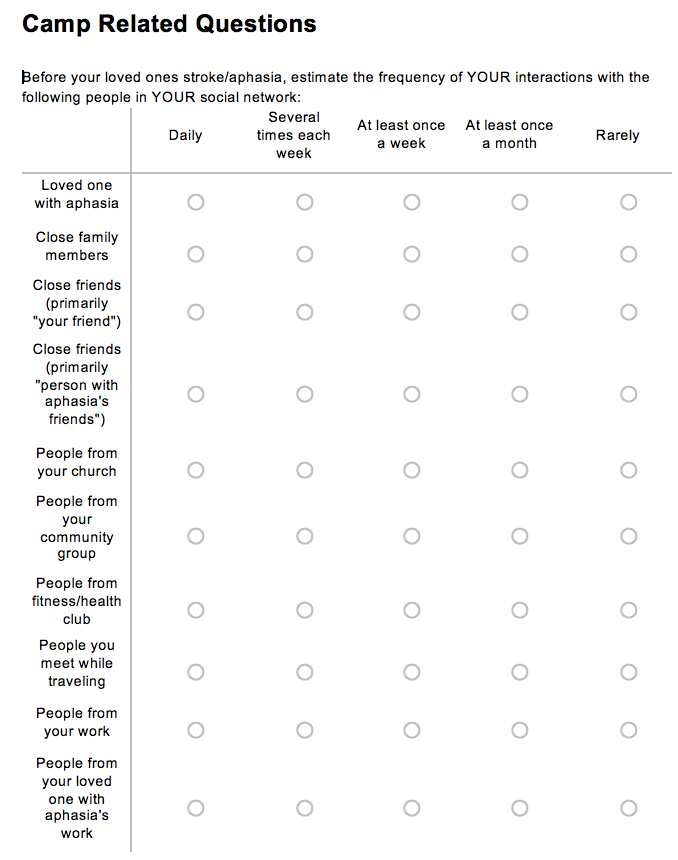 Camp Related Questions
Before your loved ones stroke/aphasia, estimate the frequency of YOUR interactions with the
following people in YOUR social network:
Daily
Several
times each
week
At least once
a week
At least once
a month
Rarely
Loved one
with aphasia
Close family
members
Close friends
(primarily
"your friend")
Close friends
(primarily
"person with
aphasia's
friends")
People from
your church
People from
your
community
group
People from
fitness/health
club
People you
meet while
traveling
People from
your work
People from
your loved
one with
aphasia's
work